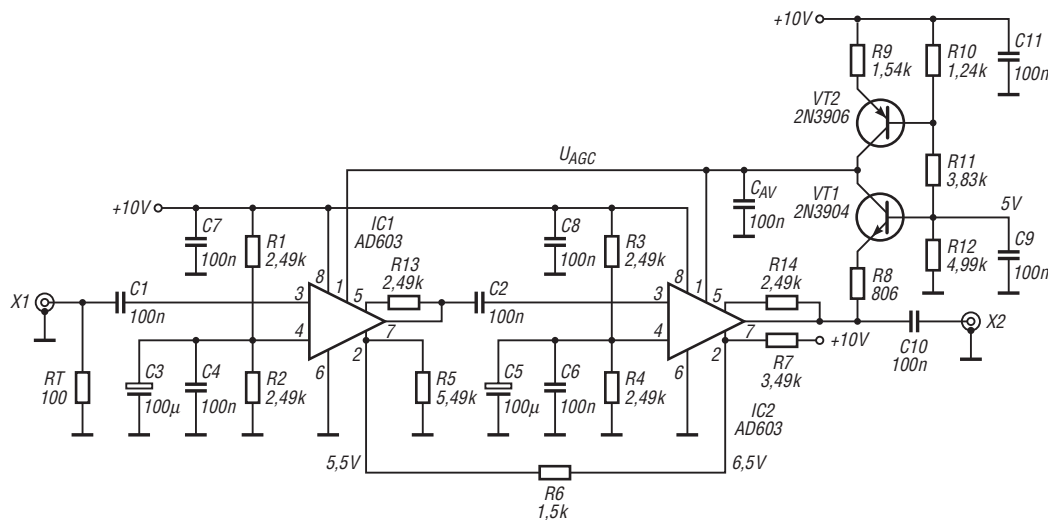 +10V
R9
1,54k
R10
1,24k
C11
100n
VT2
2N3906
UAGC
R11
3,83k
CAV
100n
VT1
2N3904
5V
+10V
C7
100n
R1
2,49k
IC1
AD603
C8
100n
R3
2,49k
R12
4,99k
C9
100n
R13
2,49k
R14
2,49k
R8
806
X1
C1
100n
8
1
5
3
4
7
2
6
C2
100n
8
1
5
3
4
7
2
6
+10V
X2
C10
100n
RT
100
C3
100µ
C4
100n
R2
2,49k
R5
5,49k
C5
100µ
C6
100n
R4
2,49k
R7
3,49k
IC2
AD603
5,5V
6,5V
R6
1,5k